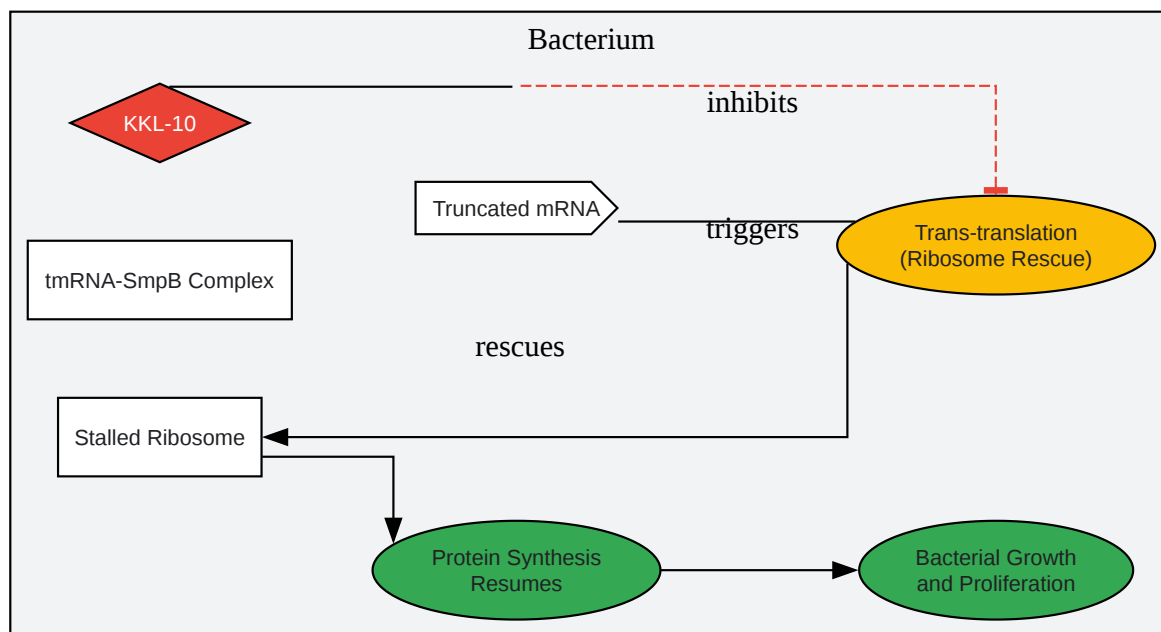 Bacterium
KKL-10
inhibits
Truncated mRNA
triggers
Trans-translation
(Ribosome Rescue)
tmRNA-SmpB Complex
rescues
Stalled Ribosome
Protein Synthesis
Resumes
Bacterial Growth
and Proliferation